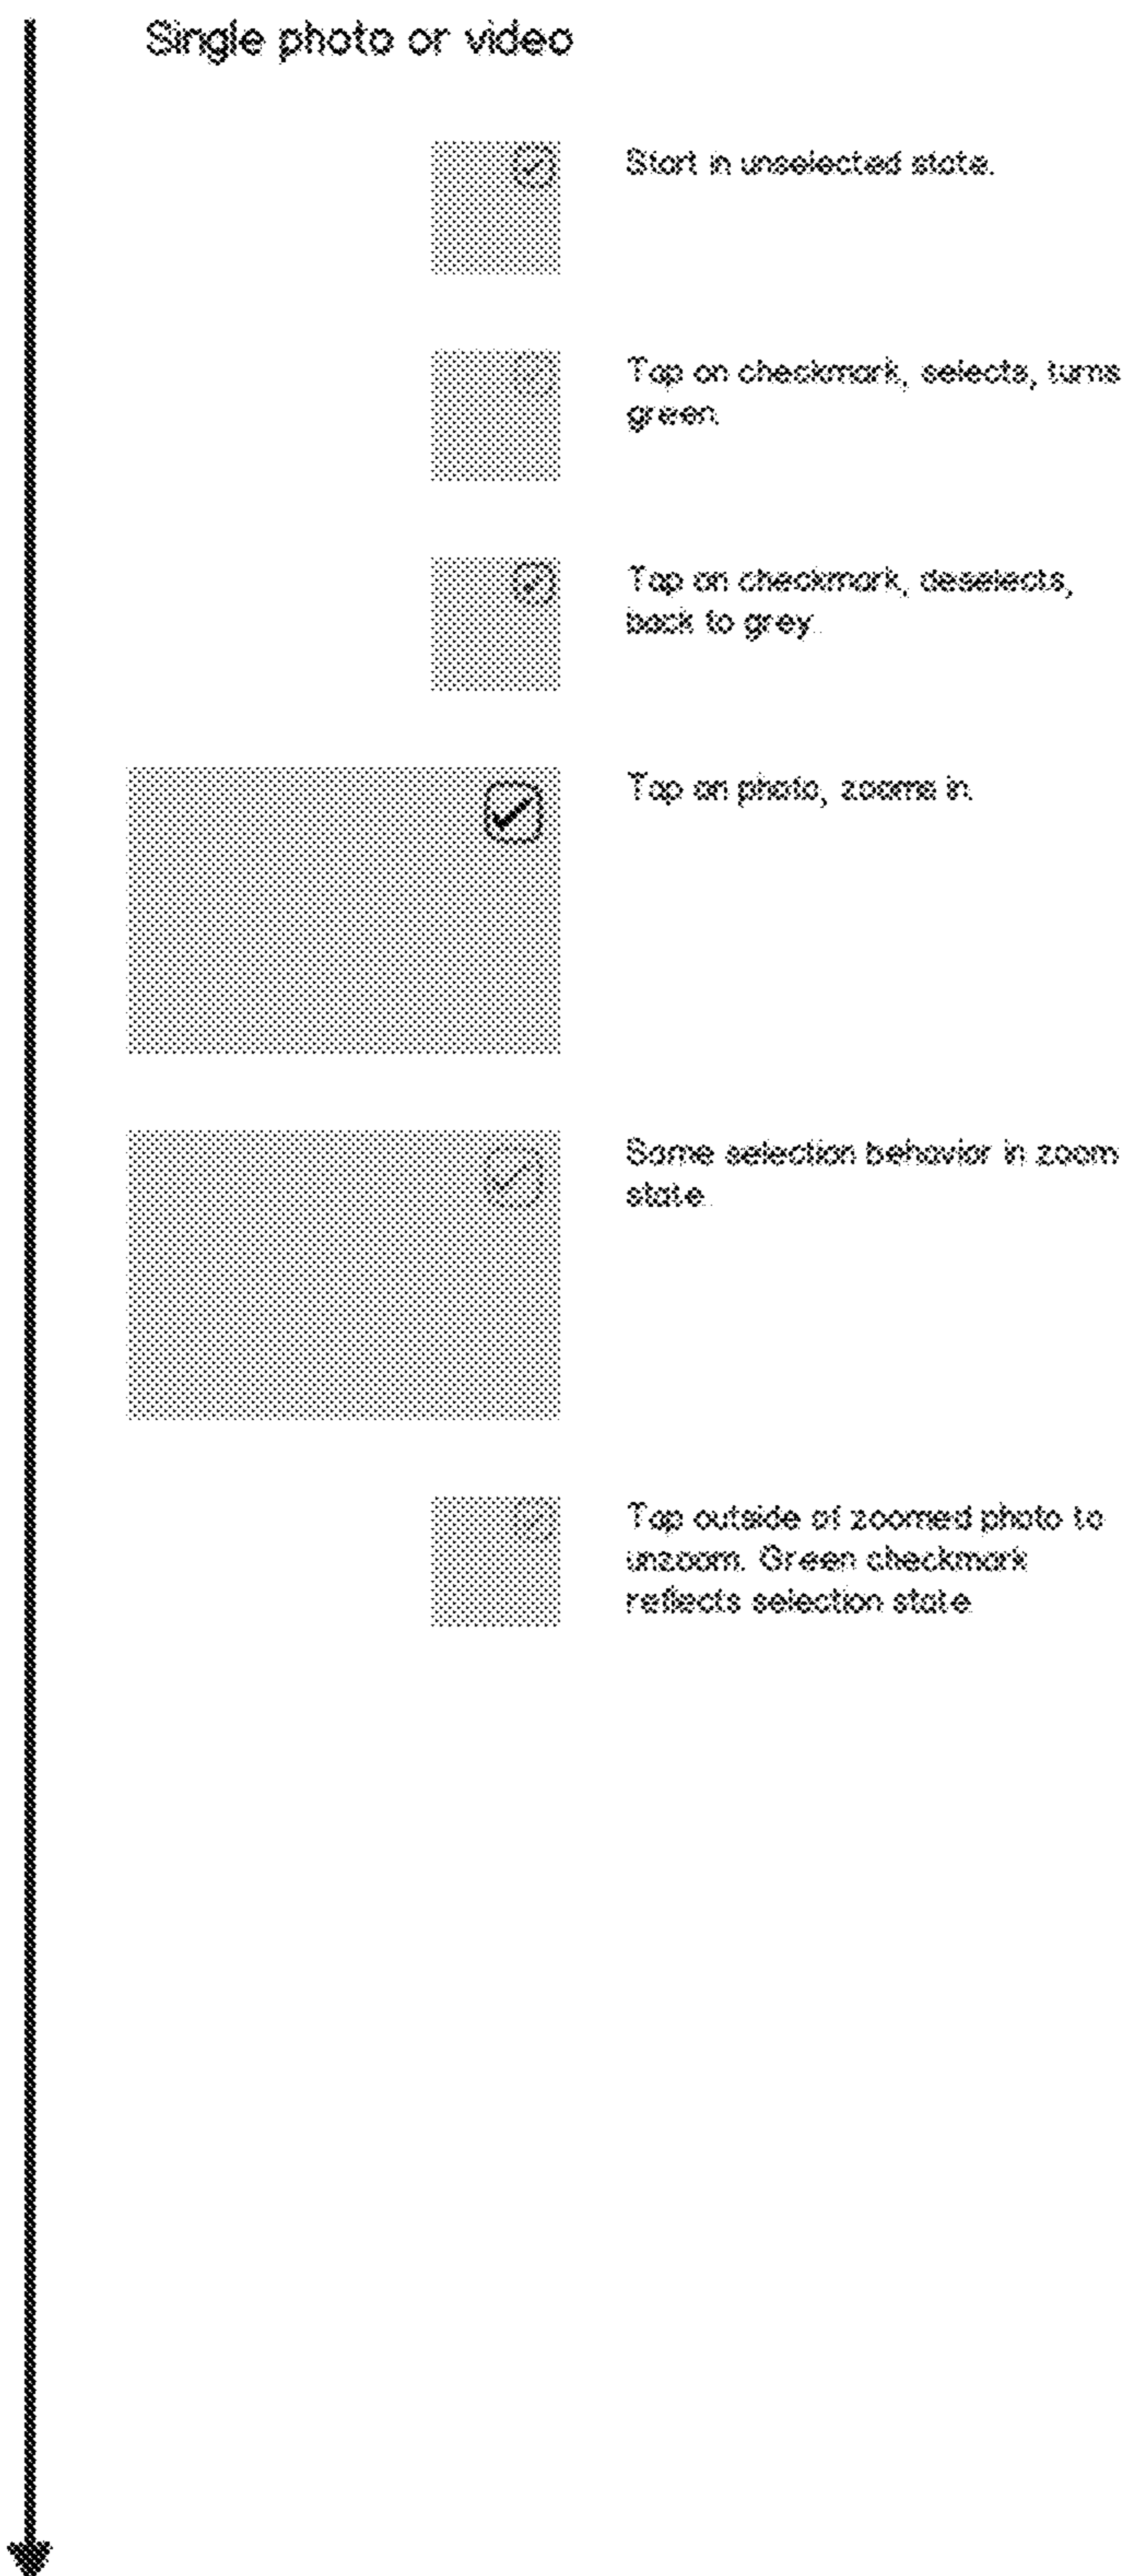 Single photo or video
Start in unselected state.
Tap on checkmark, selects, turns
green.
Tap on checkmark, deselects,
back to grey.
Tap on photo, zooms in.
Same selection behavior in zoom
state.
Tap outside of zoomed photo to
unzoom. Green checkmark
reflects selection state